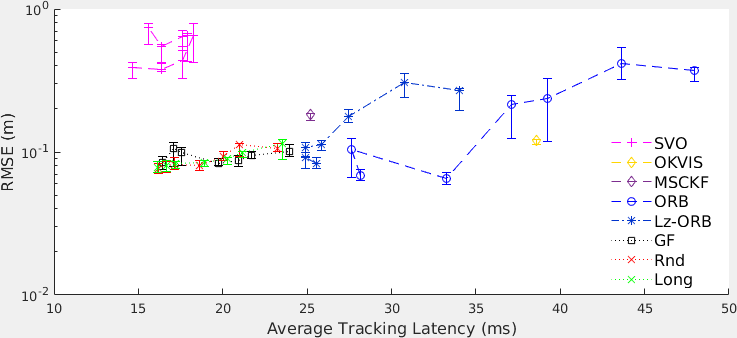 10⁰
10⁻¹
10⁻²
RMSE (m)
SVO
OKVIS
MSCKF
ORB
Lz-ORB
GF
Rnd
Long
10 15 20 25 30 35 40 45 50
Average Tracking Latency (ms)